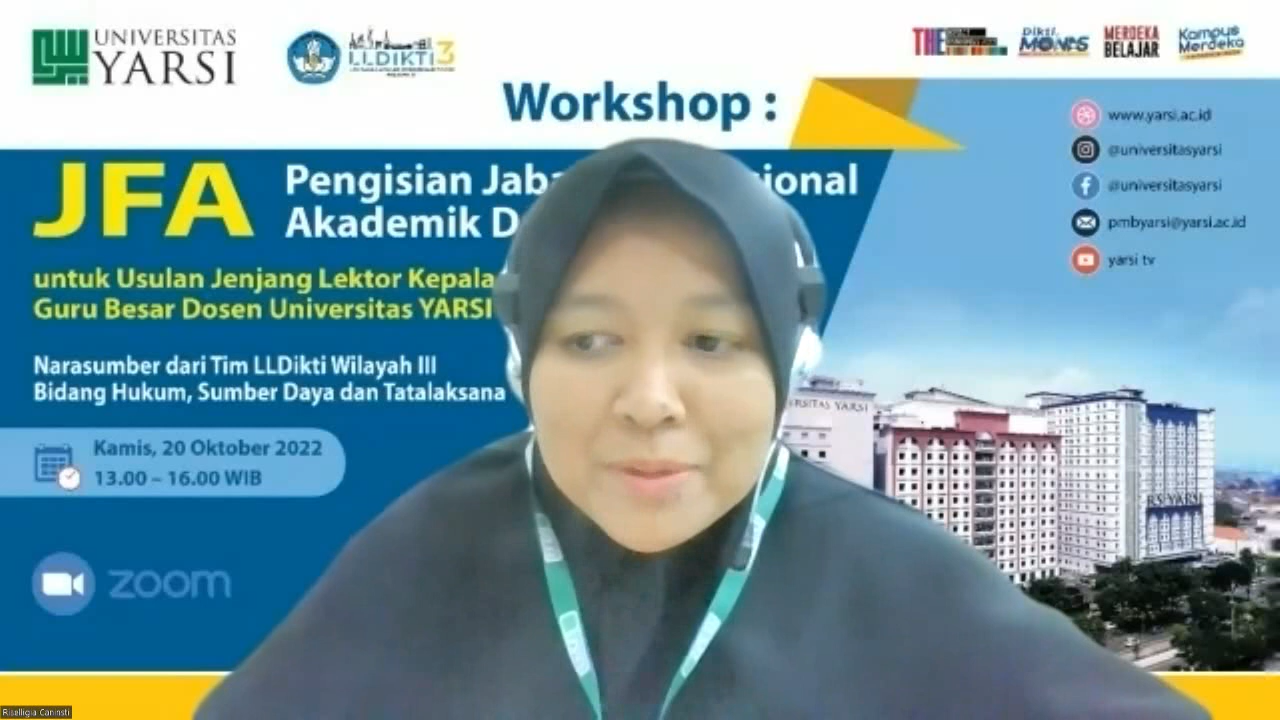 UNIVERSITAS
YARSI
LLDIKTI 3
THE
Dikti
MERDEKA
BELAJAR
Kampus
Merdeka
Workshop :
JFA
Pengisian
Akademik
untuk Usulan Jenjang Lektor Kepala
Guru Besar Dosen Universitas YARSI
Narasumber dari Tim LLDikti Wilayah III
Bidang Hukum, Sumber Daya dan Tatalaksana
Kamis, 20 Oktober 2022
13.00 – 16.00 WIB
zoom
www.yarsi.ac.id
@universitasyarsi
@universitasyarsi
pmbyarsi@yarsi.ac.id
yarsi tv
YARSI
RS YARSI
Riselligia Caninsti